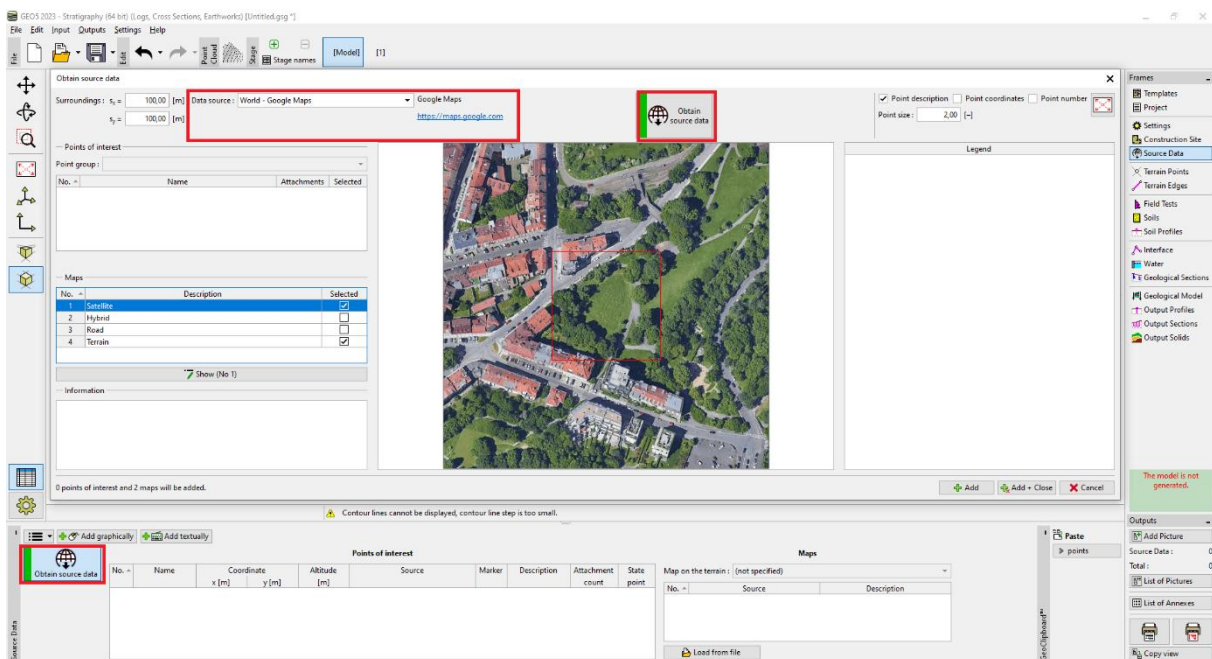 GEO5 2023 - Stratigraphy (64 bit) (Logs, Cross Sections, Earthworks) [Untitled.gsg *]
File Edit Input Outputs Settings Help
File
Edit
Point
Cloud
Stage
Stage names
[Model]
[1]
Obtain source data
Surroundings : sx = 100,00 [m]
sy = 100,00 [m]
Data source : World - Google Maps
Google Maps
https://maps.google.com
Obtain
source data
Point description Point coordinates Point number
Point size : 2,00 [–]
Points of interest
Point group :
No. Name Attachments Selected
Maps
No. Description Selected
1 Satellite
2 Hybrid
3 Road
4 Terrain
Show (No 1)
Information
Legend
0 points of interest and 2 maps will be added.
Add Add + Close Cancel
Contour lines cannot be displayed, contour line step is too small.
Add graphically Add textually
Obtain source data
Points of interest
No. Name Coordinate Altitude Source Marker Description Attachment State
x [m] y [m] [m] count point
Maps
Map on the terrain : (not specified)
No. Source Description
Load from file
Source Data
GeoClipboard™
Paste
points
Frames
Templates
Project
Settings
Construction Site
Source Data
Terrain Points
Terrain Edges
Field Tests
Soils
Soil Profiles
Interface
Water
Geological Sections
Geological Model
Output Profiles
Output Sections
Output Solids
The model is not
generated.
Outputs
Add Picture
Source Data : 0
Total : 0
List of Pictures
List of Annexes
Copy view